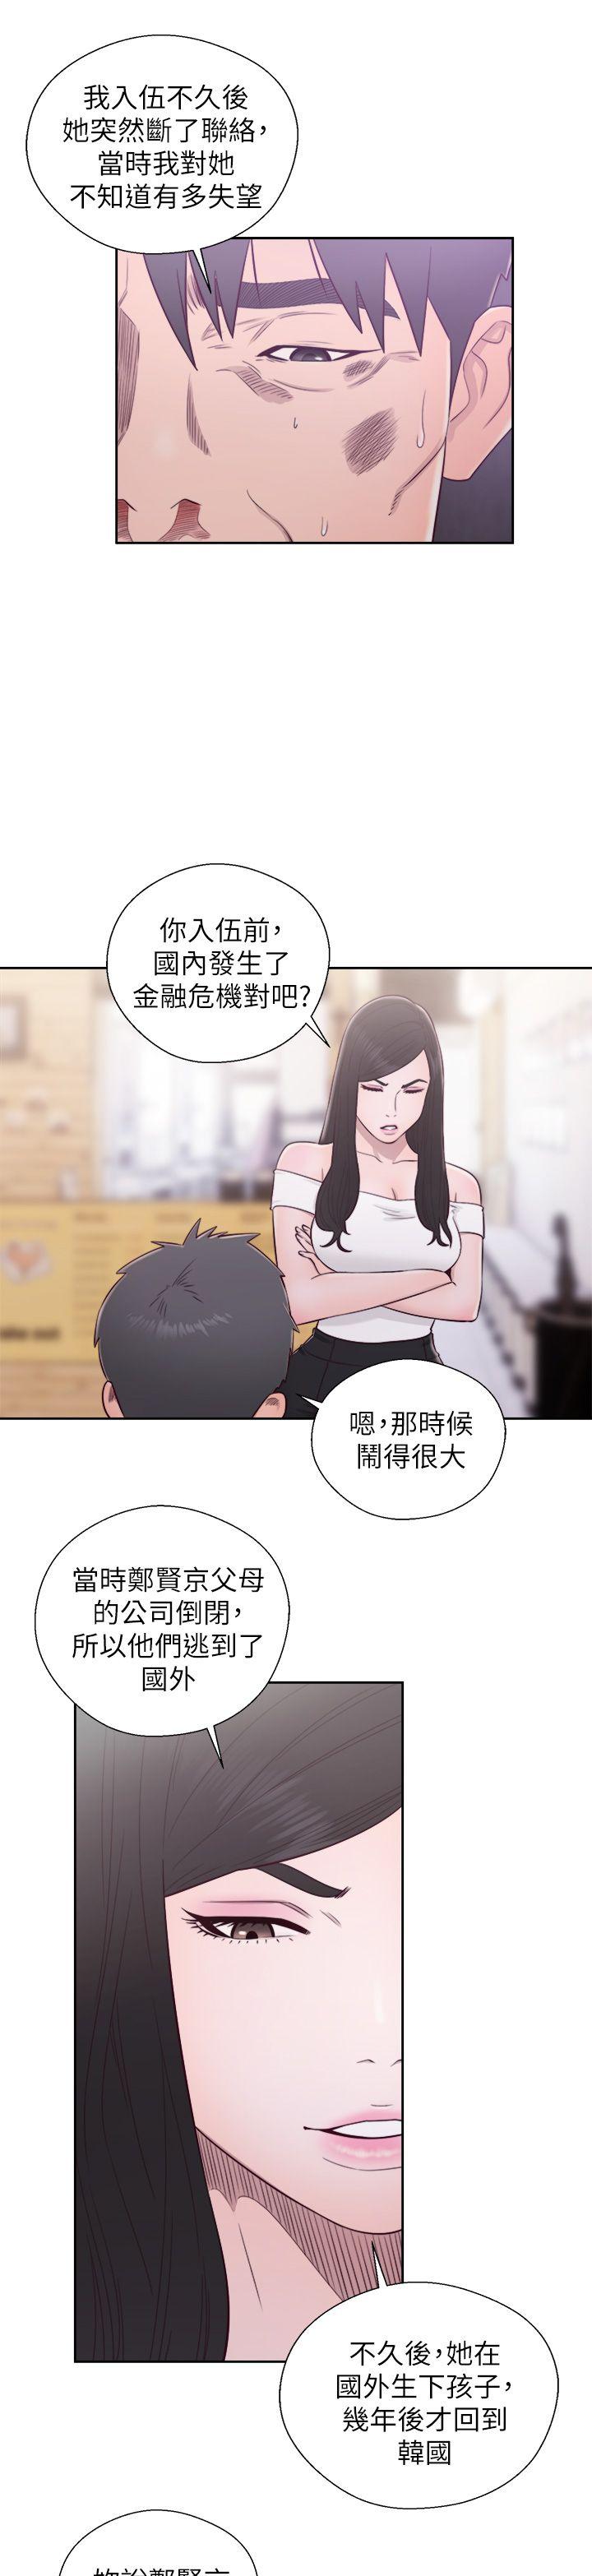 我入伍不久後
她突然斷了聯絡,
當時我對她
不知道有多失望
你入伍前,
國內發生了
金融危機對吧?
嗯,那時候
鬧得很大
當時鄭賢京父母
的公司倒閉,
所以他們逃到了
國外
不久後,她在
國外生下孩子,
幾年後才回到
韓國